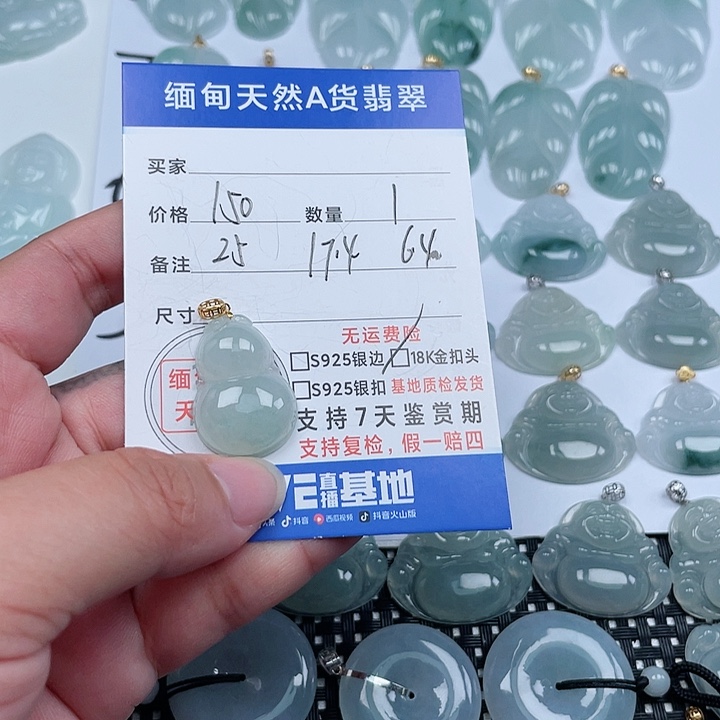 缅甸天然A货翡翠
买家
价格 150 数量 1
备注 25 17.4 6.4
尺寸
无运费险
S925银边 18K金扣头
S925银扣 基地质检发货
支持7天鉴赏期
支持复检，假一赔四
缅
天
VE直播基地
抖音 西瓜视频 抖音火山版